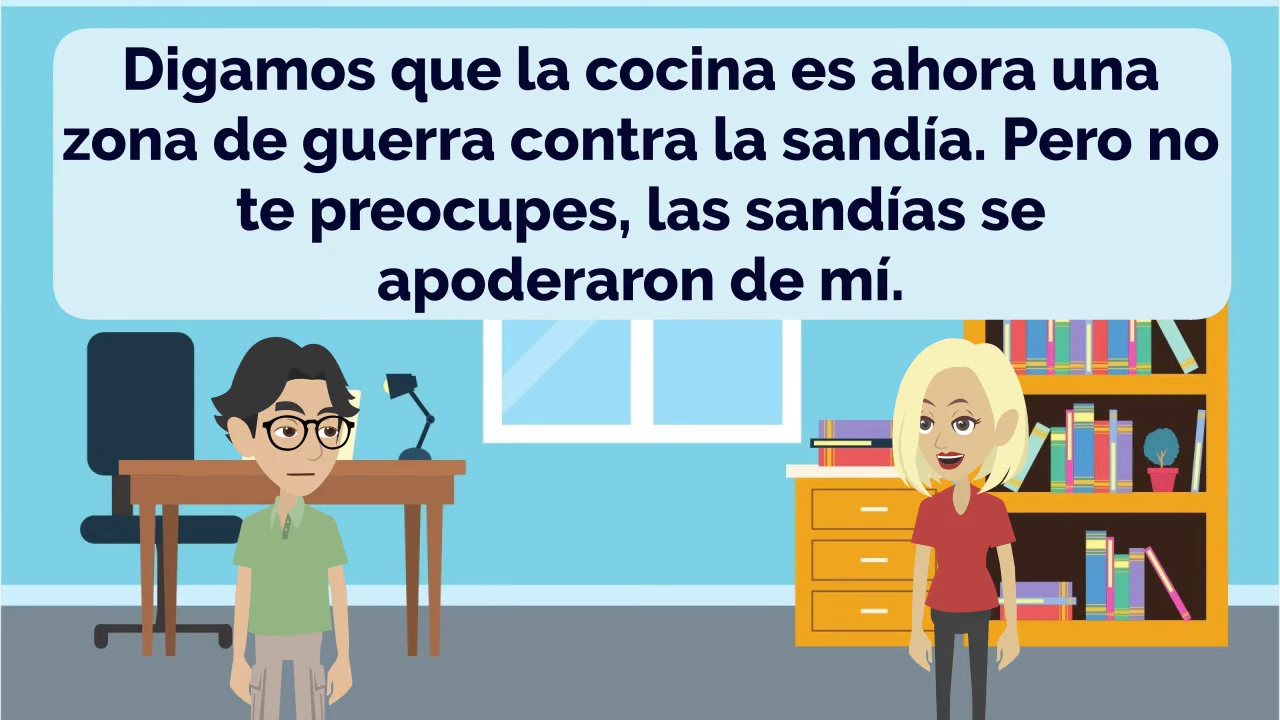 Digamos que la cocina es ahora una
zona de guerra contra la sandía. Pero no
te preocupes, las sandías se
apoderaron de mí.